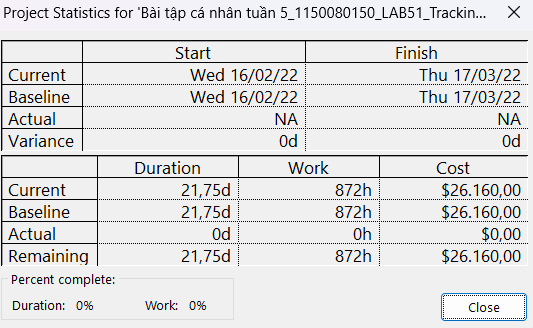 Project Statistics for 'Bài tập cá nhân tuần 5_1150080150_LAB51_Trackin...
Start Finish
Current Wed 16/02/22 Thu 17/03/22
Baseline Wed 16/02/22 Thu 17/03/22
Actual NA NA
Variance 0d 0d
Duration Work Cost
Current 21,75d 872h $26.160,00
Baseline 21,75d 872h $26.160,00
Actual 0d 0h $0,00
Remaining 21,75d 872h $26.160,00
Percent complete:
Duration: 0% Work: 0%
Close